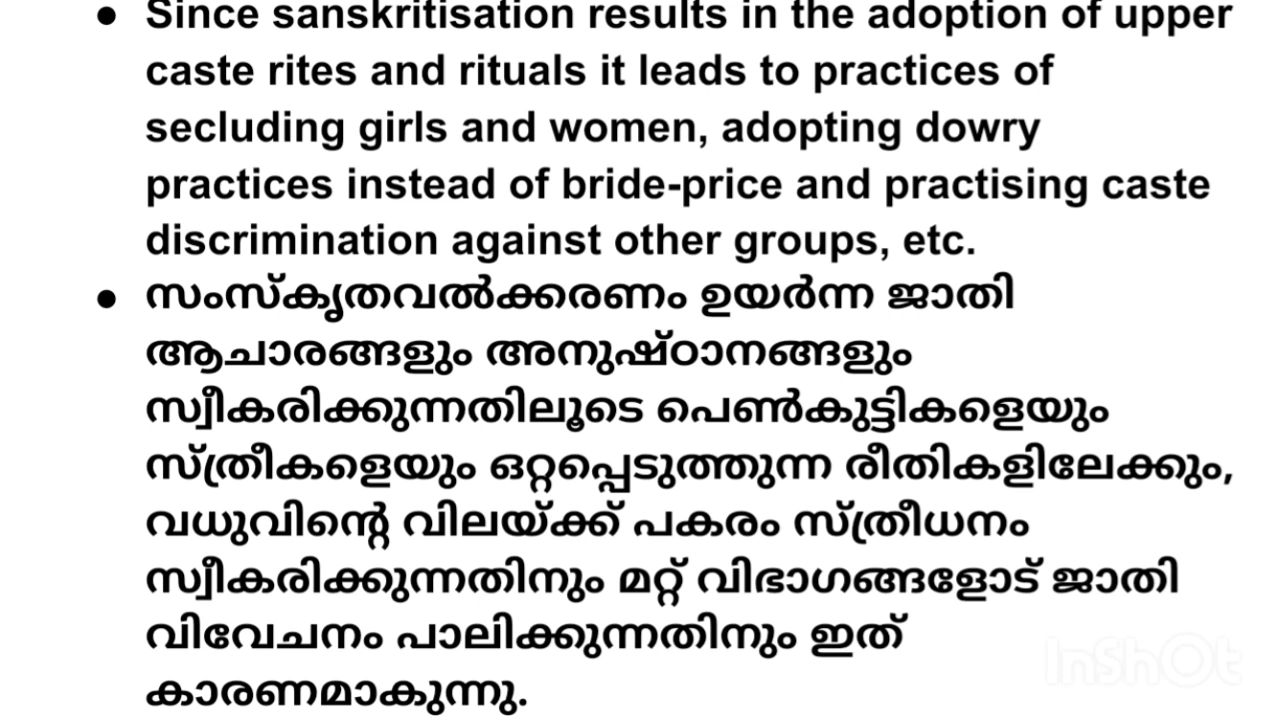 • Since sanskritisation results in the adoption of upper
caste rites and rituals it leads to practices of
secluding girls and women, adopting dowry
practices instead of bride-price and practising caste
discrimination against other groups, etc.
• സംസ്കൃതവൽക്കരണം ഉയർന്ന ജാതി
ആചാരങ്ങളും അനുഷ്ഠാനങ്ങളും
സ്വീകരിക്കുന്നതിലൂടെ പെൺകുട്ടികളെയും
സ്ത്രീകളെയും ഒറ്റപ്പെടുത്തുന്ന രീതികളിലേക്കും,
വധുവിന്റെ വിലയ്ക്ക് പകരം സ്ത്രീധനം
സ്വീകരിക്കുന്നതിനും മറ്റ് വിഭാഗങ്ങളോട് ജാതി
വിവേചനം പാലിക്കുന്നതിനും ഇത്
കാരണമാകുന്നു.
InShOt